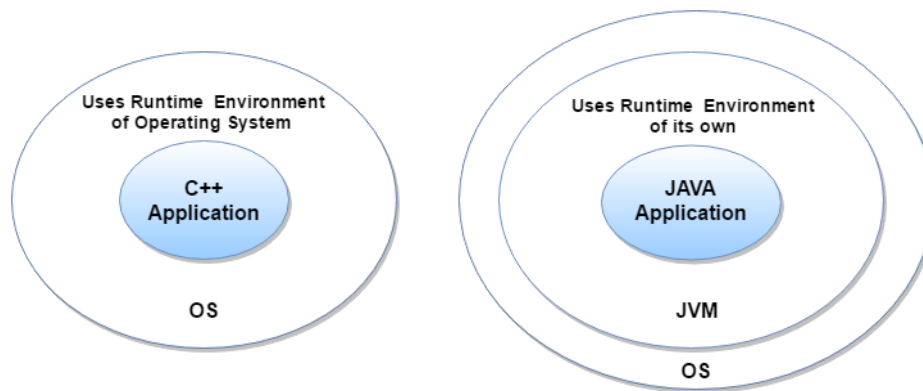 Uses Runtime Environment
of Operating System
C++
Application
OS
Uses Runtime Environment
of its own
JAVA
Application
JVM
OS